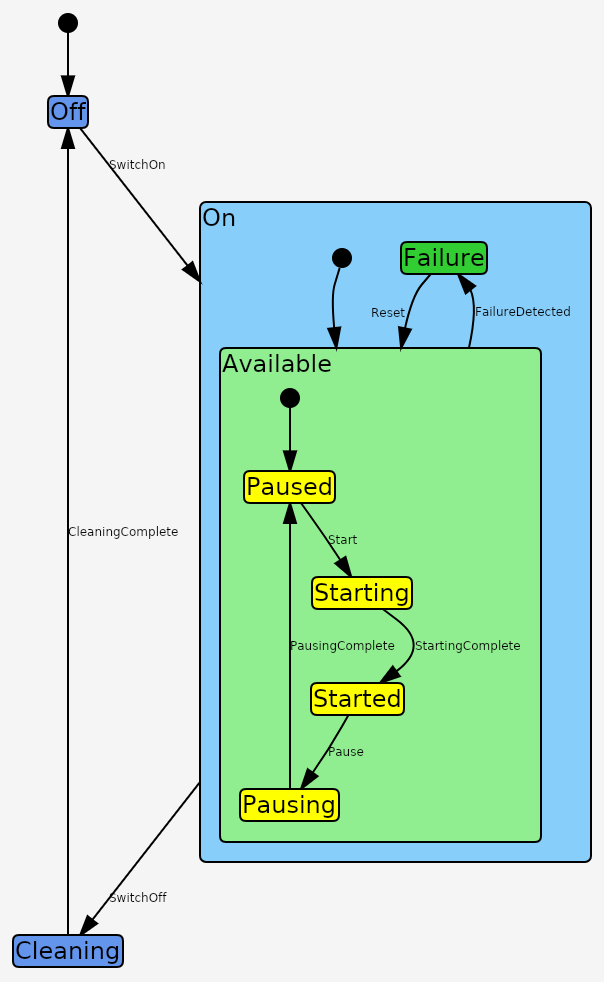 Off
SwitchOn
On
Failure
Reset
FailureDetected
Available
Paused
CleaningComplete
Start
Starting
PausingComplete
StartingComplete
Started
Pause
Pausing
SwitchOff
Cleaning